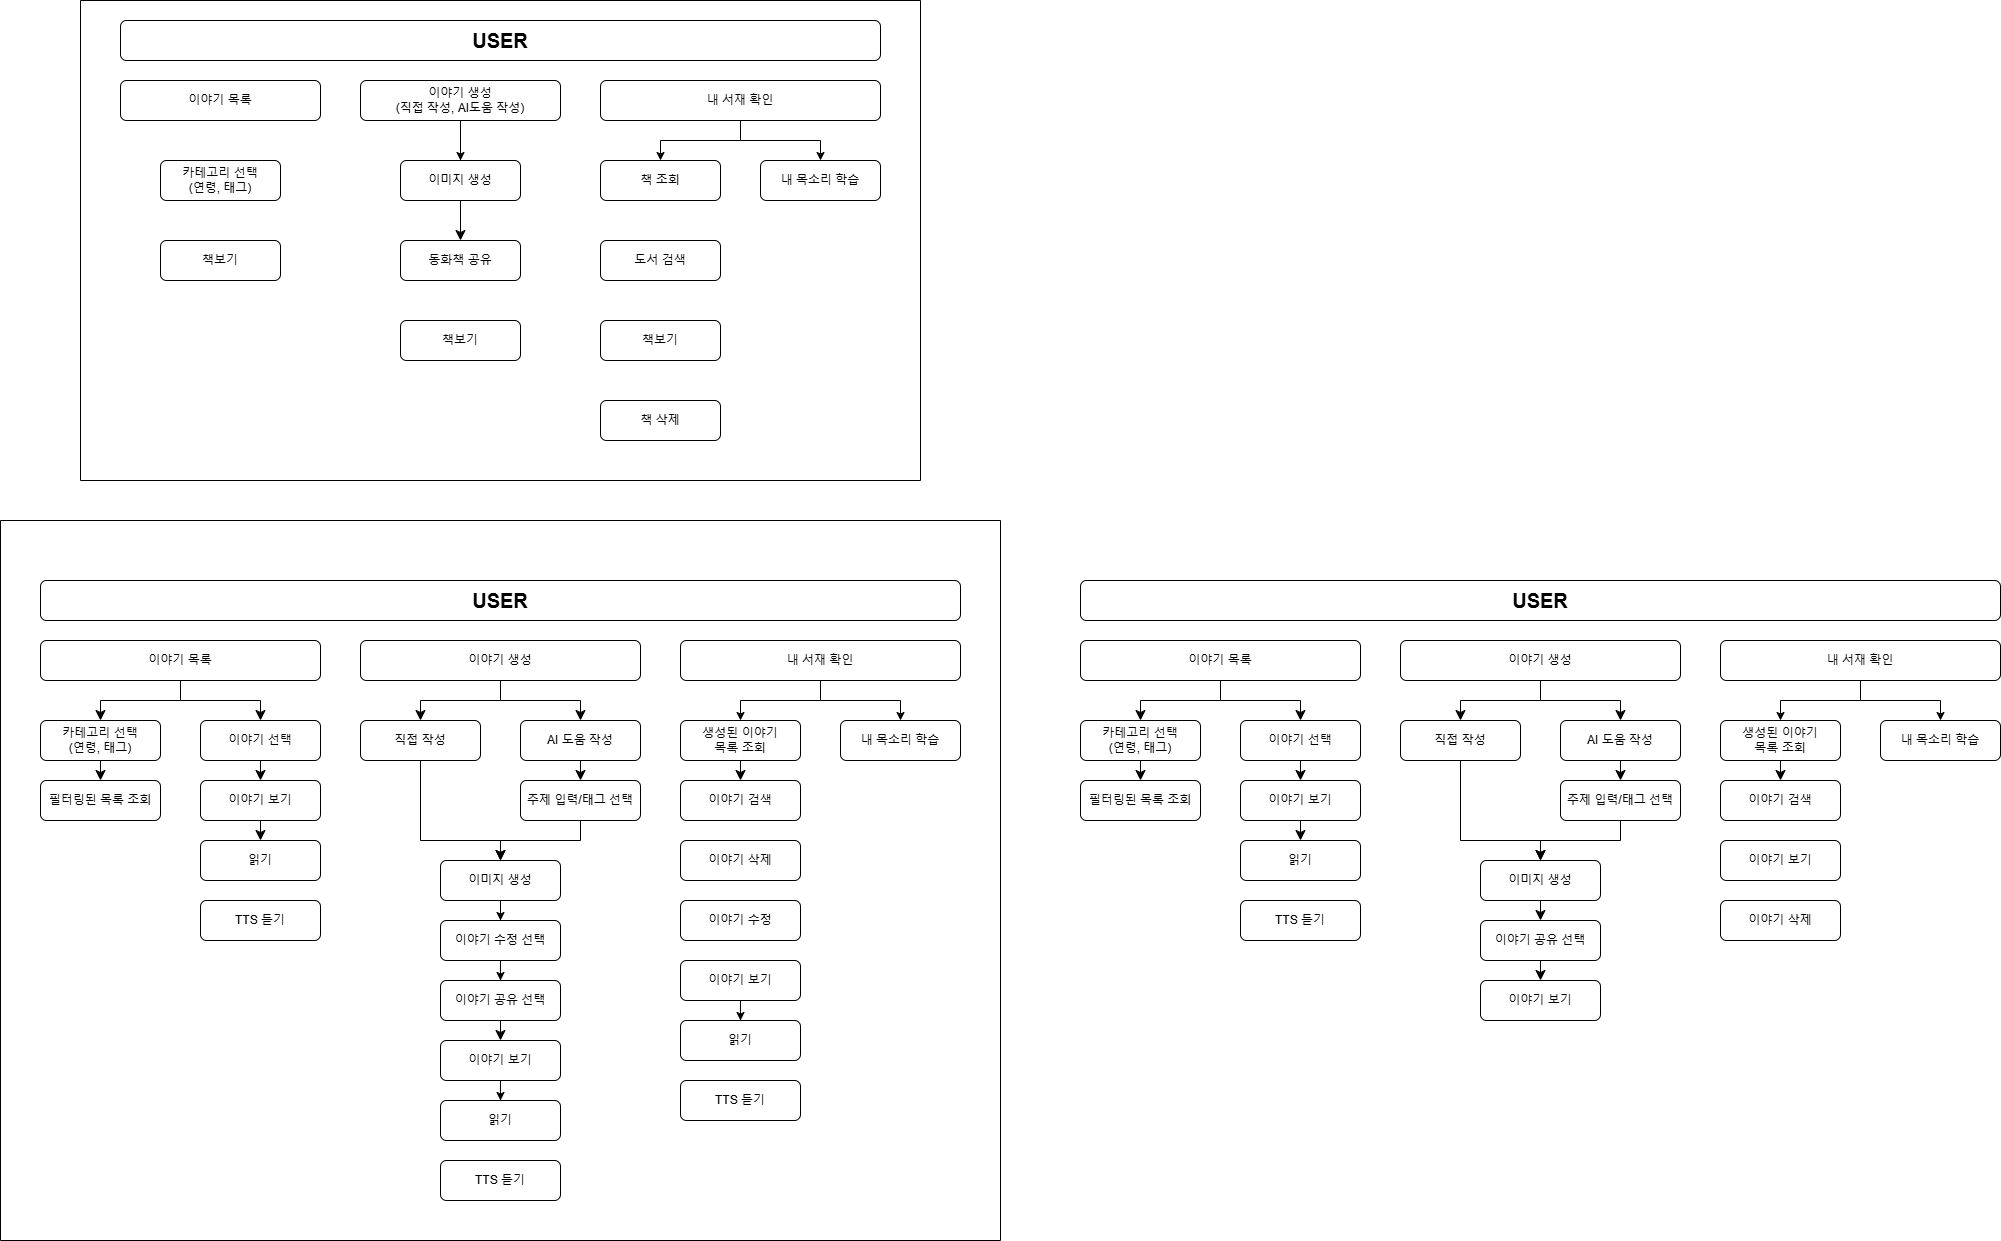 USER
이야기 목록
이야기 생성
(직접 작성, AI도움 작성)
내 서재 확인
카테고리 선택
(연령, 태그)
이미지 생성
책 조회
내 목소리 학습
책보기
동화책 공유
도서 검색
책보기
책보기
책 삭제
USER
이야기 목록
이야기 생성
내 서재 확인
카테고리 선택
(연령, 태그)
이야기 선택
직접 작성
AI 도움 작성
생성된 이야기
목록 조회
내 목소리 학습
필터링된 목록 조회
이야기 보기
주제 입력/태그 선택
이야기 검색
읽기
이미지 생성
이야기 삭제
TTS 듣기
이야기 수정 선택
이야기 수정
이야기 공유 선택
이야기 보기
이야기 보기
읽기
읽기
TTS 듣기
TTS 듣기
USER
이야기 목록
이야기 생성
내 서재 확인
카테고리 선택
(연령, 태그)
이야기 선택
직접 작성
AI 도움 작성
생성된 이야기
목록 조회
내 목소리 학습
필터링된 목록 조회
이야기 보기
주제 입력/태그 선택
이야기 검색
읽기
이미지 생성
이야기 보기
TTS 듣기
이야기 공유 선택
이야기 삭제
이야기 보기